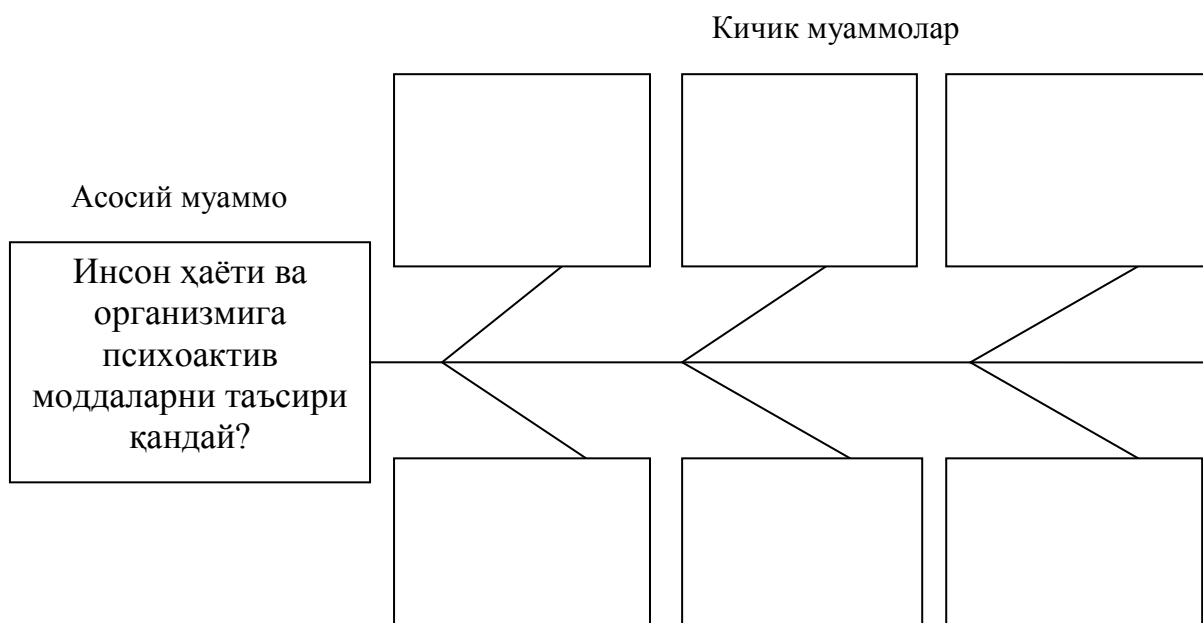 Кичик муаммолар
Асосий муаммо
Инсон ҳаёти ва
организмига
психоактив
моддаларни таъсири
қандай?